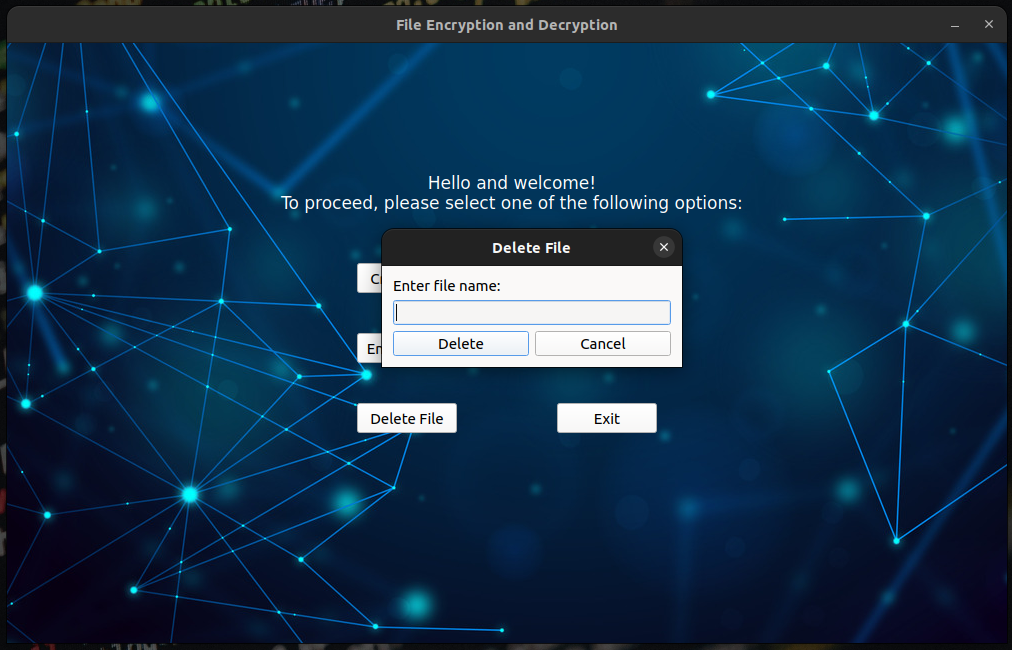 File Encryption and Decryption
Hello and welcome!
To proceed, please select one of the following options:
Delete File
Enter file name:
Delete Cancel
Delete File Exit